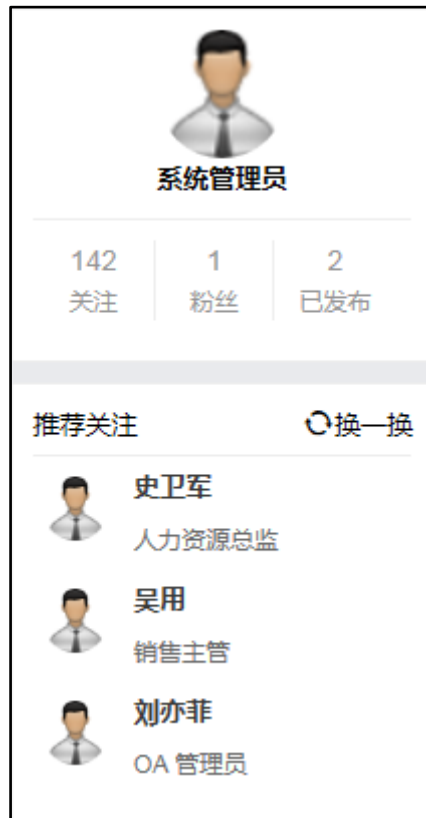 系统管理员
142 1 2
关注 粉丝 已发布
推荐关注 换一换
史卫军
人力资源总监
吴用
销售主管
刘亦菲
OA 管理员